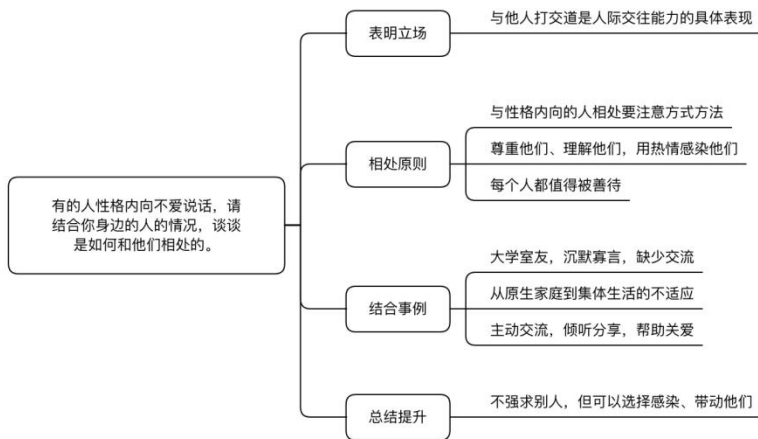 有的人性格内向不爱说话，请
结合你身边的人的情况，谈谈
是如何和他们相处的。
表明立场
与他人打交道是人际交往能力的具体表现
相处原则
与性格内向的人相处要注意方式方法
尊重他们、理解他们，用热情感染他们
每个人都值得被善待
结合事例
大学室友，沉默寡言，缺少交流
从原生家庭到集体生活的不适应
主动交流，倾听分享，帮助关爱
总结提升
不强求别人，但可以选择感染、带动他们